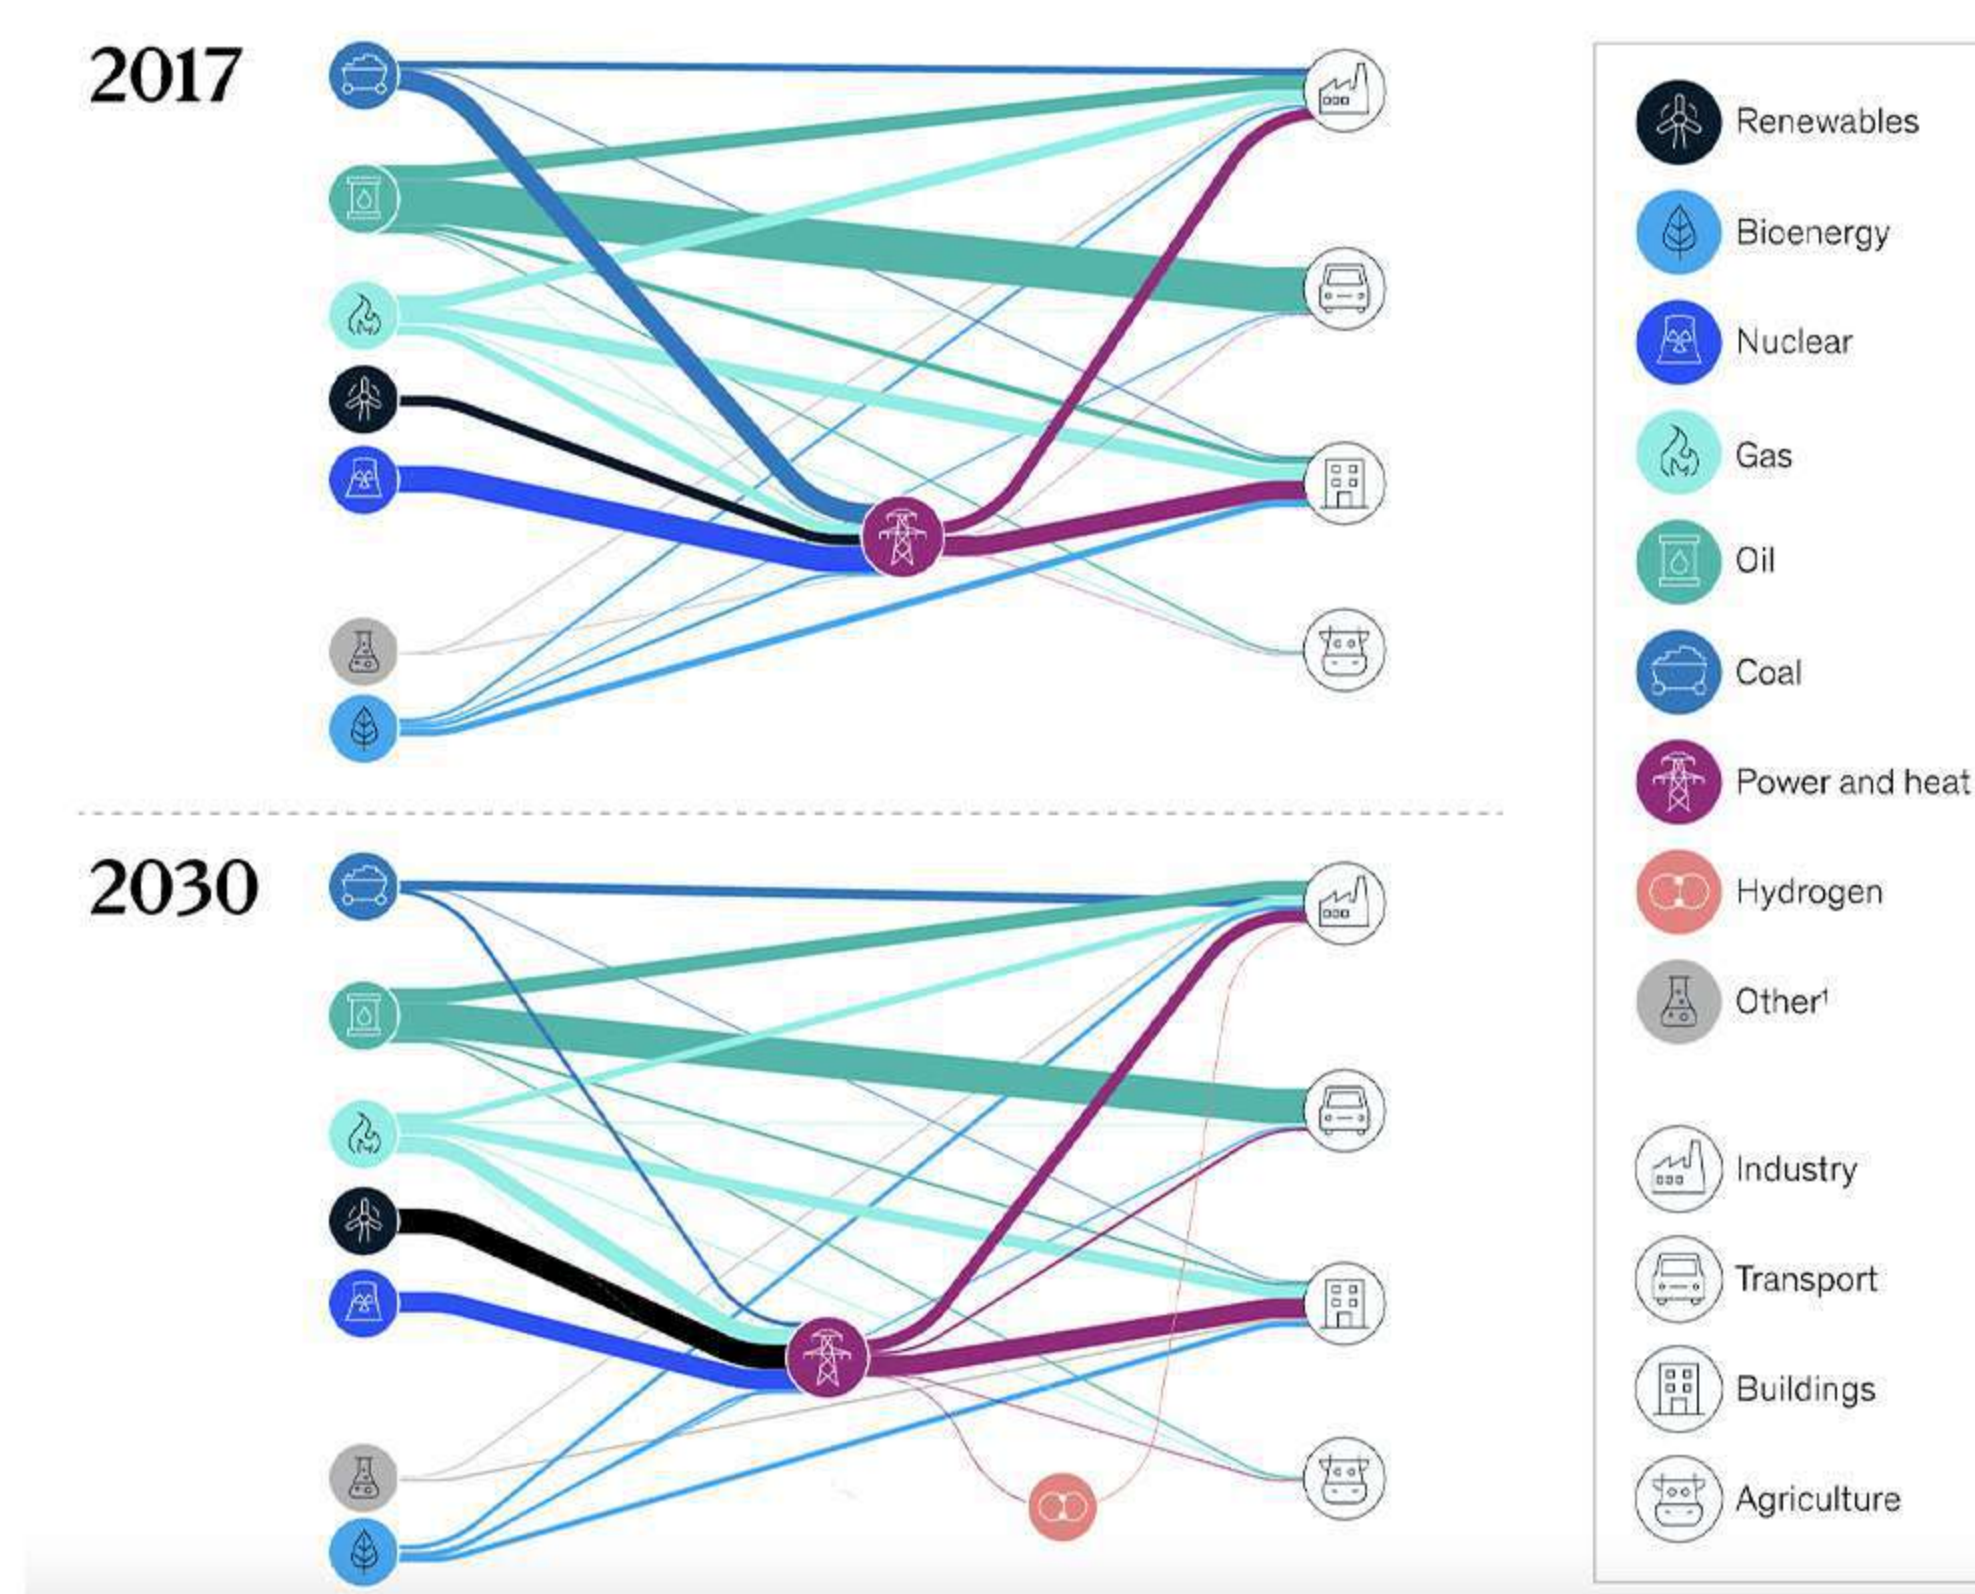 2017
2030
Renewables
Bioenergy
Nuclear
Gas
Oil
Coal
Power and heat
Hydrogen
Other¹
Industry
Transport
Buildings
Agriculture